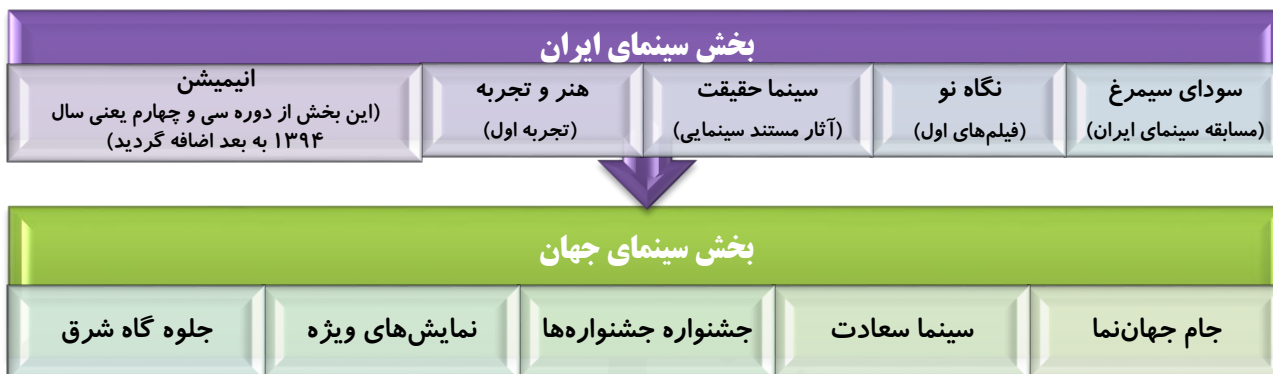 بخش سینمای ایران
سودای سیمرغ
(مسابقه سینمای ایران)
نگاه نو
(فیلم‌های اول)
سینما حقیقت
(آثار مستند سینمایی)
هنر و تجربه
(تجربه اول)
انیمیشن
(این بخش از دوره سی و چهارم یعنی سال
۱۳۹۴ به بعد اضافه گردید)
بخش سینمای جهان
جام جهان‌نما
سینما سعادت
جشنواره جشنواره‌ها
نمایش‌های ویژه
جلوه گاه شرق